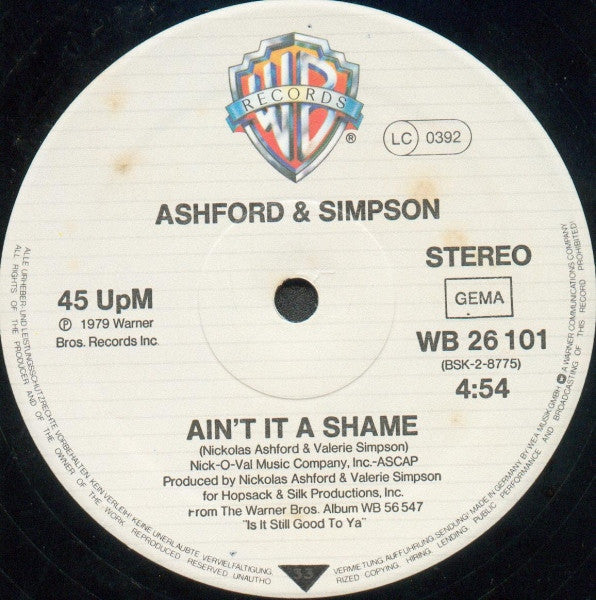 WB
RECORDS
®
LC 0392
ASHFORD & SIMPSON
STEREO
45 UpM
GEMA
℗ 1979 Warner
Bros. Records Inc.
WB 26 101
(BSK-2-8775)
4:54
AIN'T IT A SHAME
(Nickolas Ashford & Valerie Simpson)
Nick-O-Val Music Company, Inc.-ASCAP
Produced by Nickolas Ashford & Valerie Simpson
for Hopsack & Silk Productions, Inc.
From The Warner Bros. Album WB 56 547
"Is It Still Good To Ya"
33
ALLE URHEBER- UND LEISTUNGSSCHUTZRECHTE VORBEHALTEN. KEIN VERLEIH! KEINE UNERLAUBTE VERVIELFÄLTIGUNG, VERMIETUNG, AUFFÜHRUNG, SENDUNG! MADE IN GERMANY BY WEA MUSIK GMBH A WARNER COMMUNICATIONS COMPANY
ALL RIGHTS OF THE PRODUCER AND OF THE OWNER OF THE WORK REPRODUCED RESERVED UNAUTHORIZED COPYING, HIRING, LENDING, PUBLIC PERFORMANCE AND BROADCASTING OF THIS RECORD PROHIBITED!